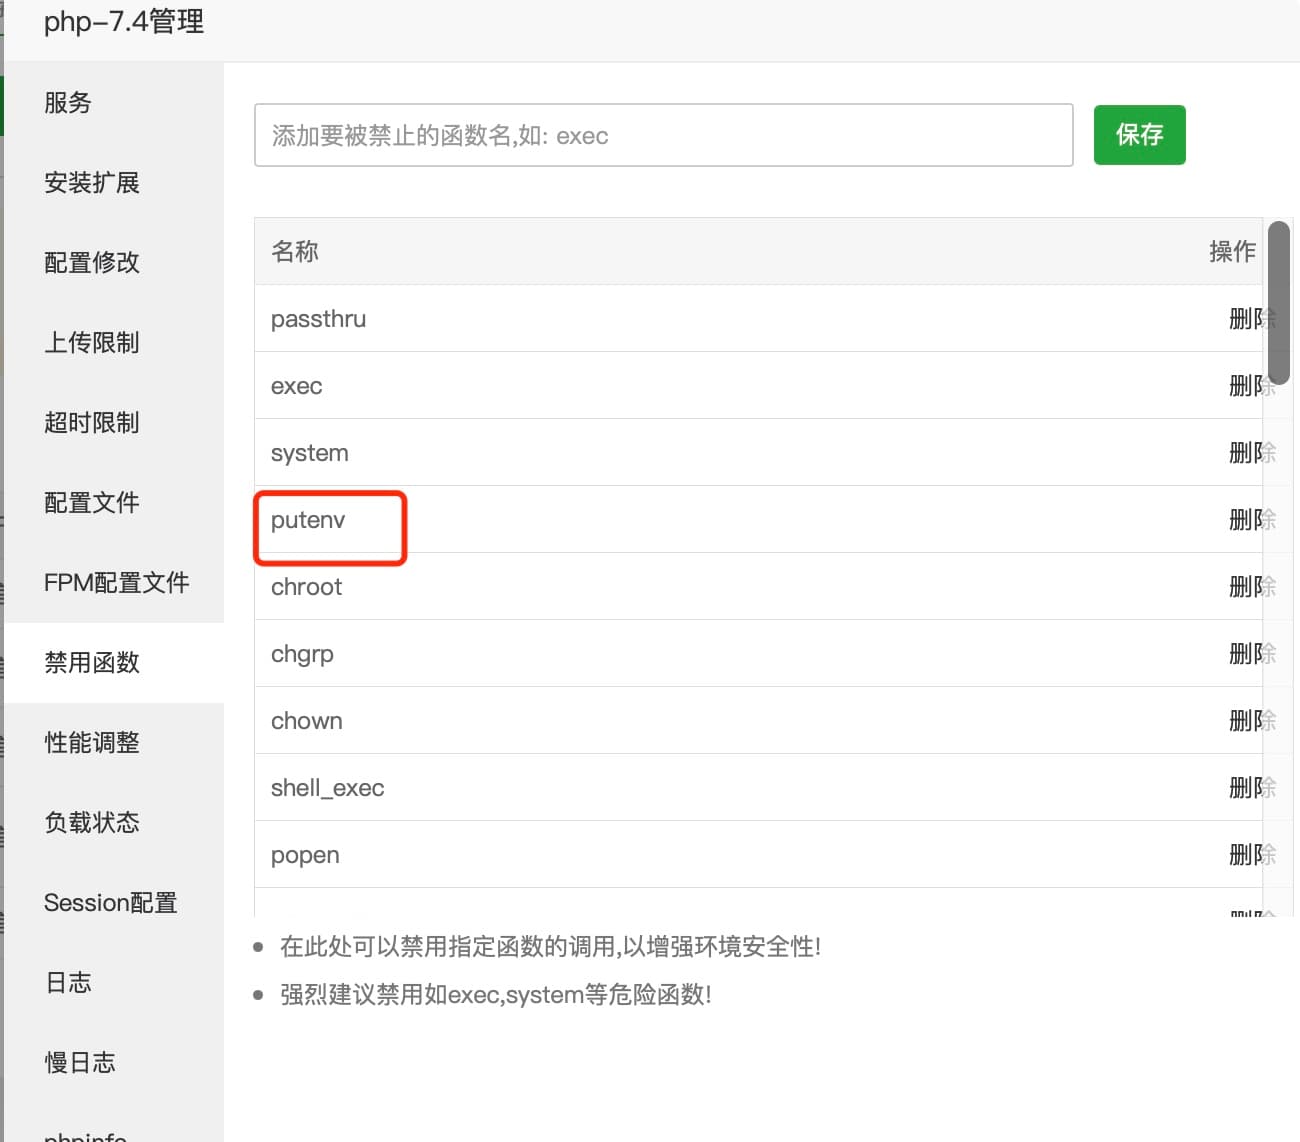 php-7.4管理
服务
安装扩展
配置修改
上传限制
超时限制
配置文件
FPM配置文件
禁用函数
性能调整
负载状态
Session配置
日志
慢日志
phpinfo
添加要被禁止的函数名,如: exec
保存
名称 操作
passthru 删除
exec 删除
system 删除
putenv 删除
chroot 删除
chgrp 删除
chown 删除
shell_exec 删除
popen 删除
删除
在此处可以禁用指定函数的调用,以增强环境安全性!
强烈建议禁用如exec,system等危险函数!